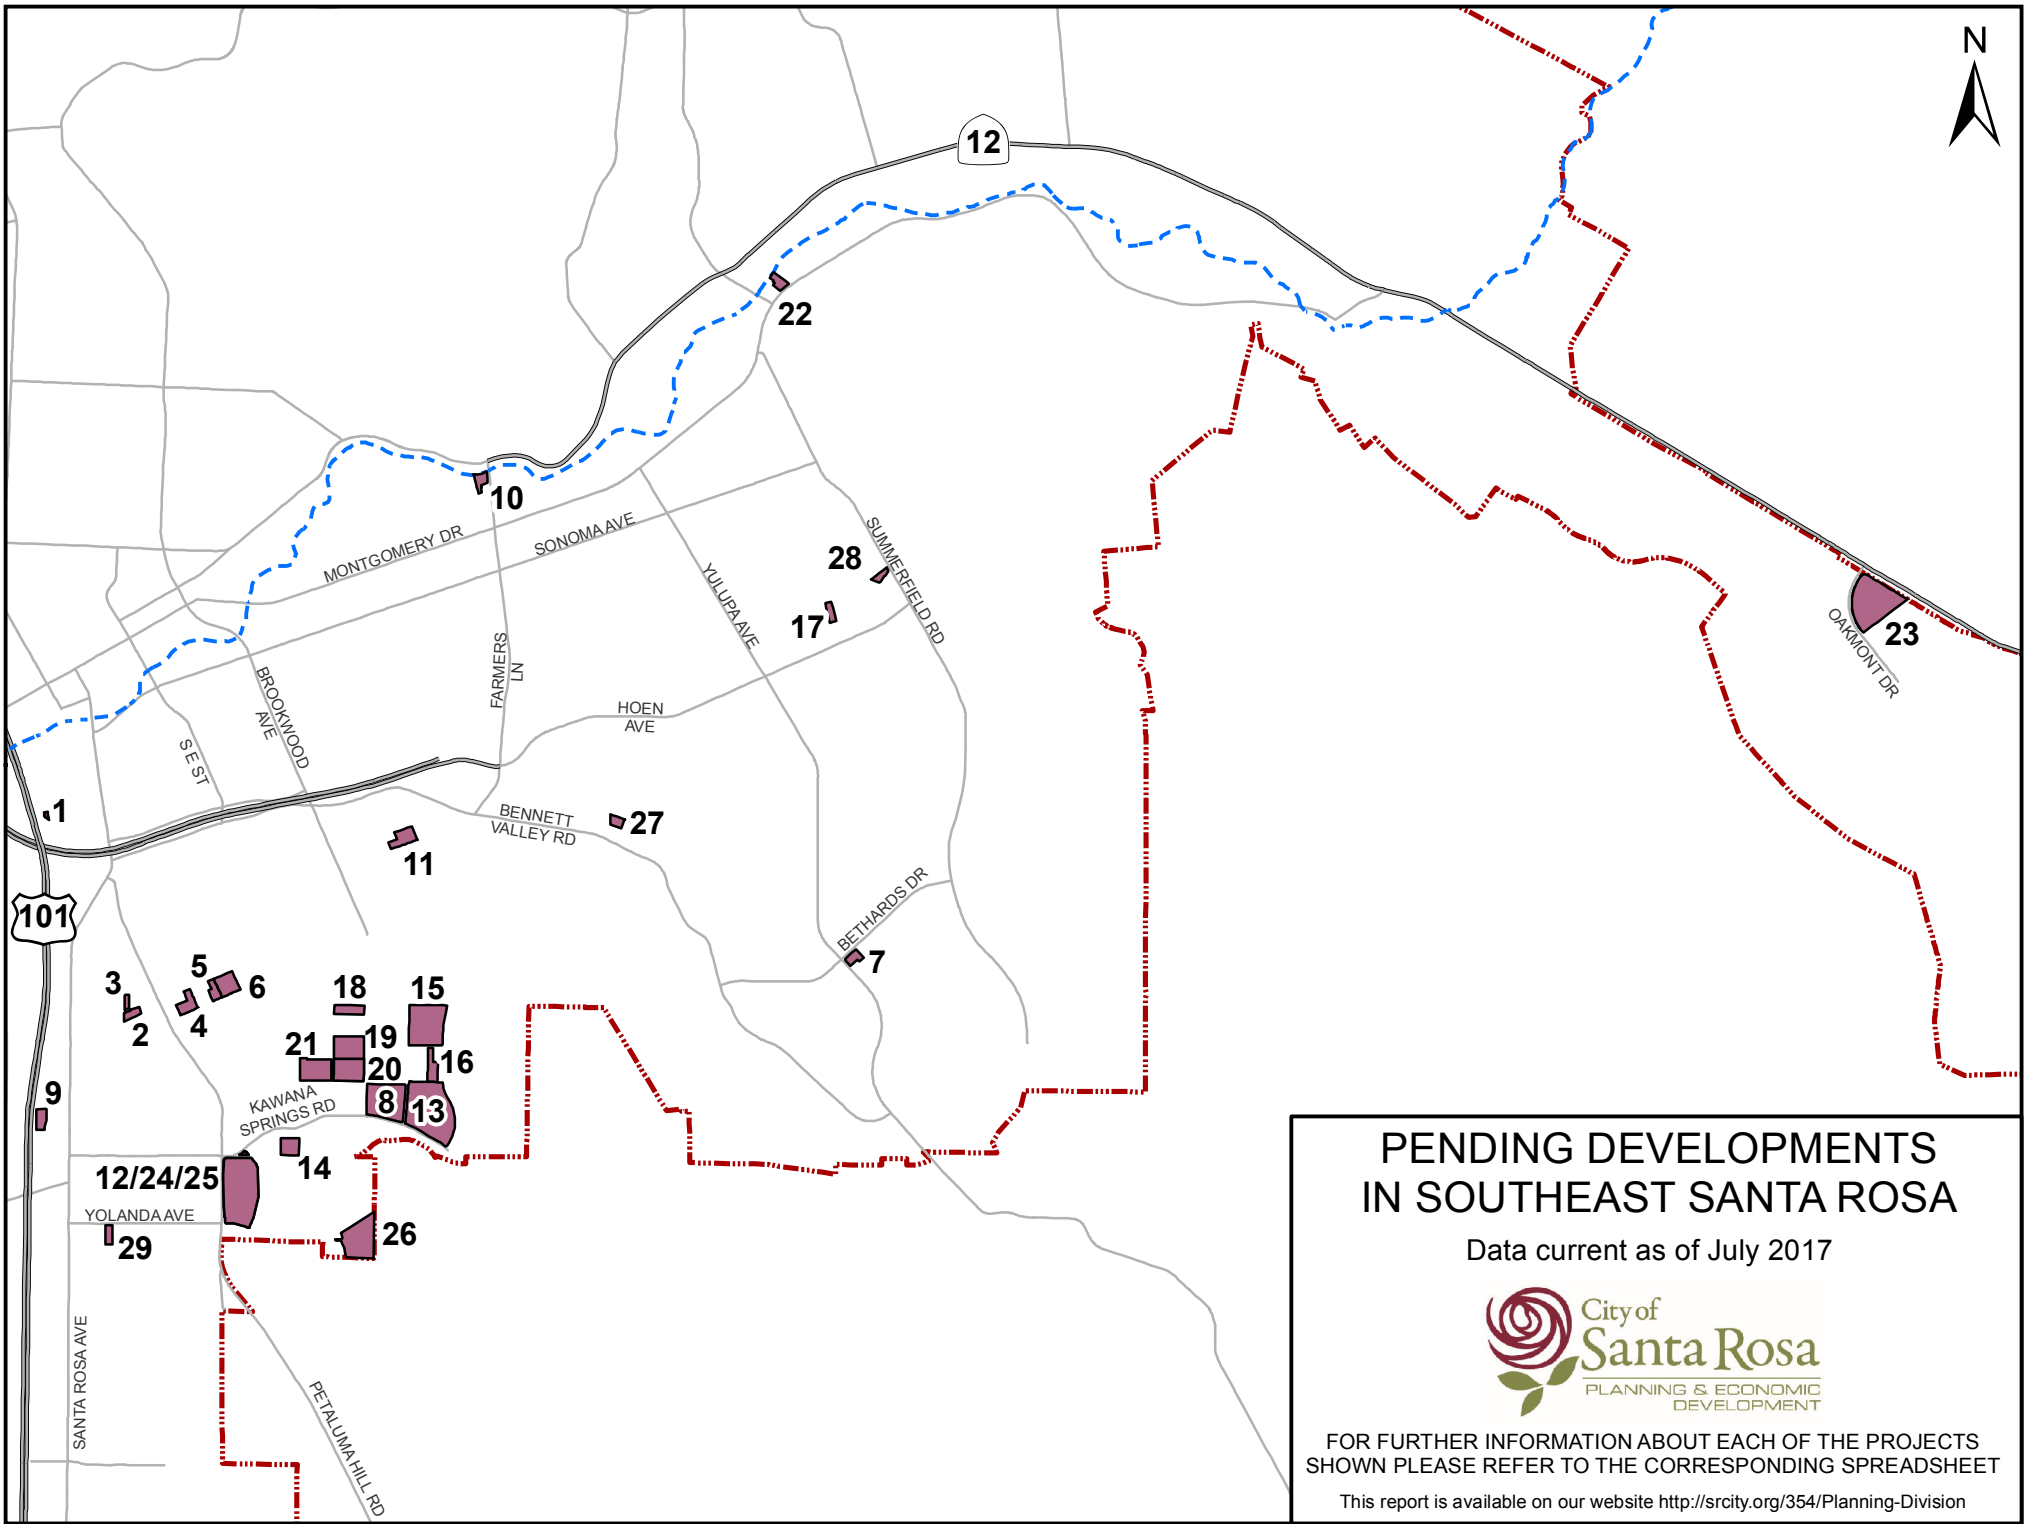 N
12
22
10
MONTGOMERY DR
SONOMA AVE
SUMMERFIELD RD
28
YULUPA AVE
17
OAKMONT DR
23
FARMERS
LN
BROOKWOOD
AVE
S E ST
HOEN
AVE
1
BENNETT
VALLEY RD
27
11
101
BETHARDS DR
7
3
2
5
6
4
18
15
19
21
20
16
8
13
9
KAWANA
SPRINGS RD
14
12/24/25
YOLANDA AVE
29
26
SANTA ROSA AVE
PETALUMA HILL RD
PENDING DEVELOPMENTS
IN SOUTHEAST SANTA ROSA
Data current as of July 2017
City of
Santa Rosa
PLANNING & ECONOMIC
DEVELOPMENT
FOR FURTHER INFORMATION ABOUT EACH OF THE PROJECTS
SHOWN PLEASE REFER TO THE CORRESPONDING SPREADSHEET
This report is available on our website http://srcity.org/354/Planning-Division